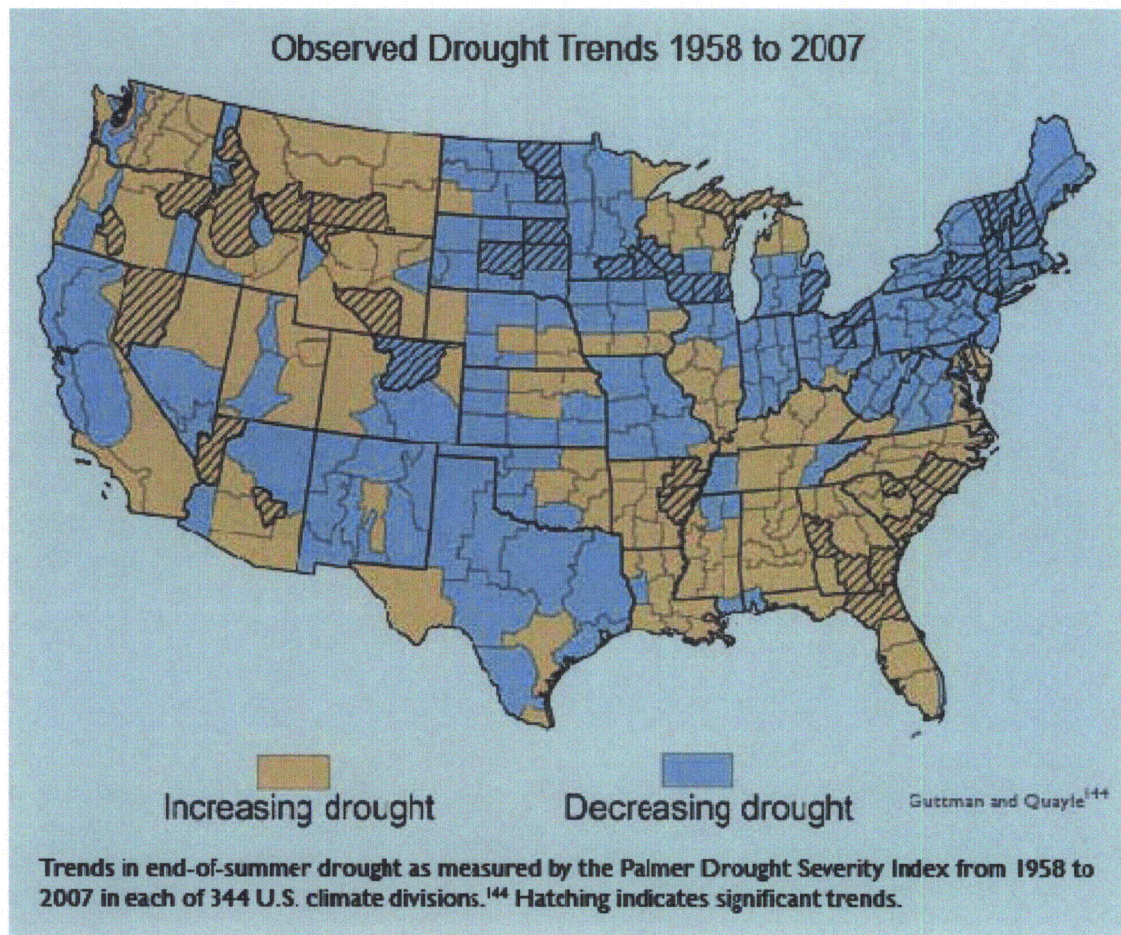 Observed Drought Trends 1958 to 2007
Increasing drought
Decreasing drought
Guttman and Quayle¹⁴⁴
Trends in end-of-summer drought as measured by the Palmer Drought Severity Index from 1958 to
2007 in each of 344 U.S. climate divisions.¹⁴⁴ Hatching indicates significant trends.